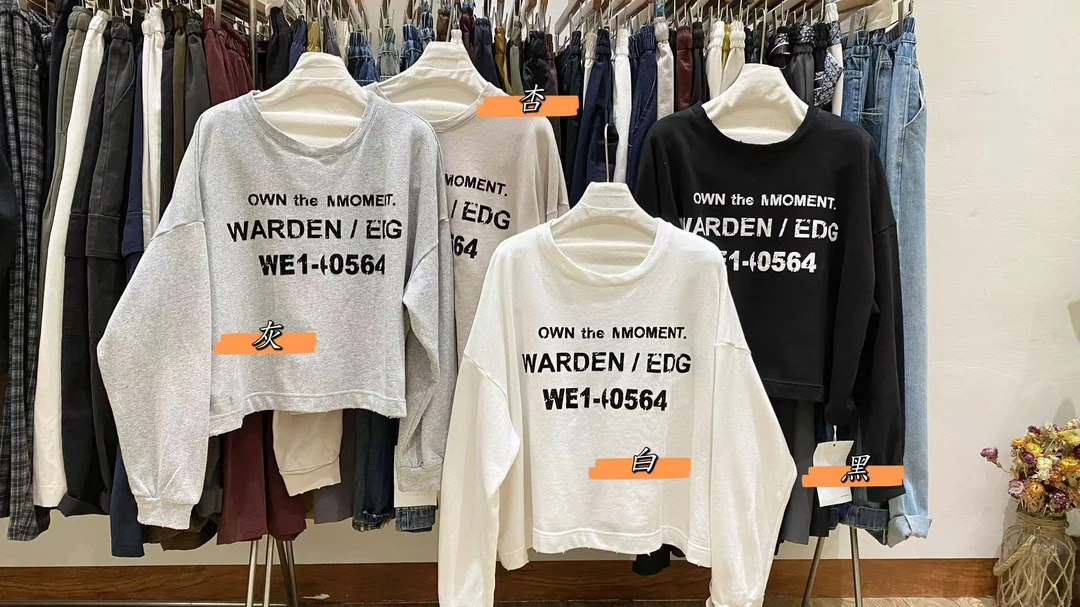 杏
MOMENT.
/ EDG
564
OWN the MMOMENT.
WARDEN / EDG
WE1-40564
灰
OWN the MMOMENT.
WARDEN / EDG
E1-40564
黑
OWN the MMOMENT.
WARDEN / EDG
WE1-40564
白